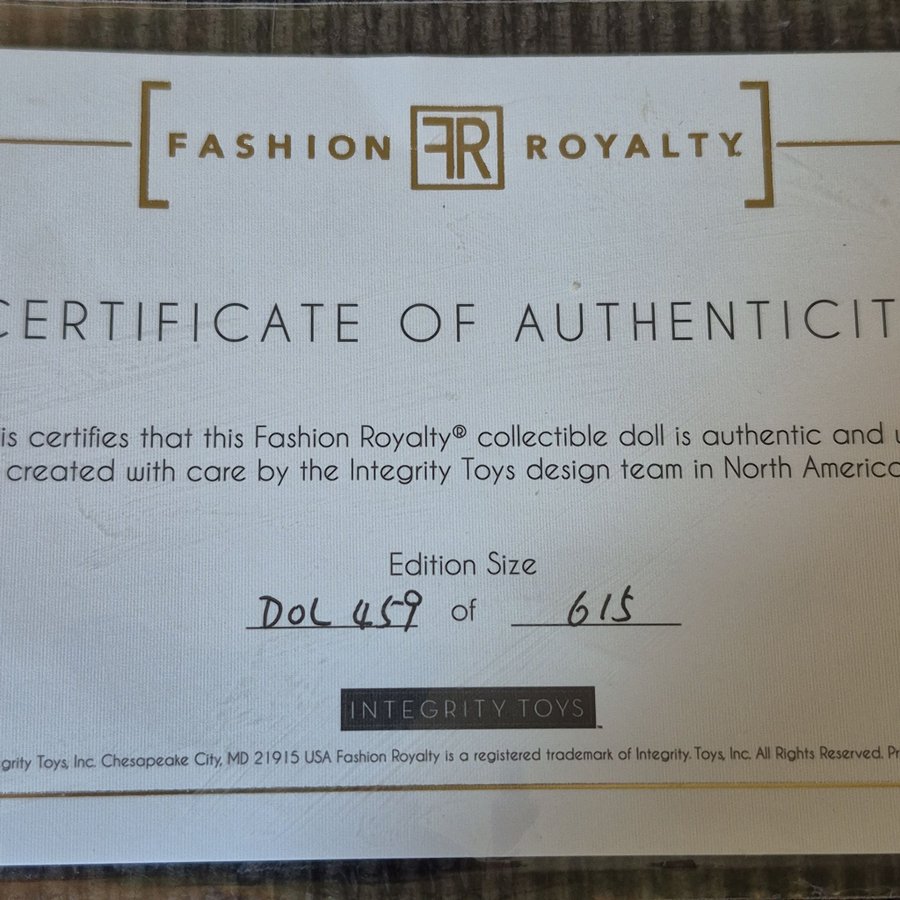 FASHION FR ROYALTY
CERTIFICATE OF AUTHENTICIT
is certifies that this Fashion Royalty® collectible doll is authentic and
created with care by the Integrity Toys design team in North America
Edition Size
DOL 459 of 615
INTEGRITY TOYS
grity Toys, Inc. Chesapeake City, MD 21915 USA Fashion Royalty is a registered trademark of Integrity Toys, Inc. All Rights Reserved. Pr